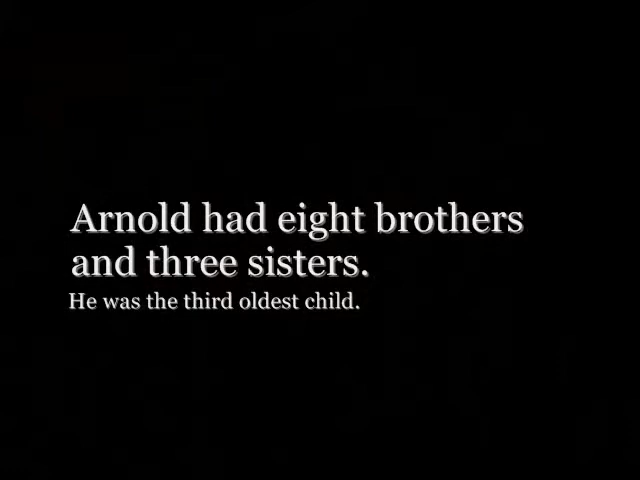 Arnold had eight brothers
and three sisters.
He was the third oldest child.